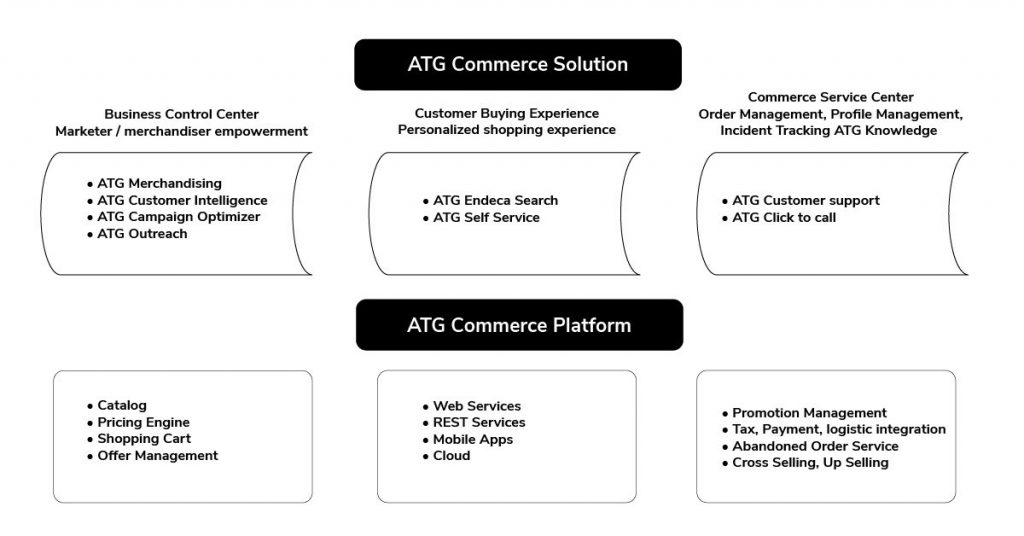 ATG Commerce Solution
Business Control Center
Marketer / merchandiser empowerment
Customer Buying Experience
Personalized shopping experience
Commerce Service Center
Order Management, Profile Management,
Incident Tracking ATG Knowledge
• ATG Merchandising
• ATG Customer Intelligence
• ATG Campaign Optimizer
• ATG Outreach
• ATG Endeca Search
• ATG Self Service
• ATG Customer support
• ATG Click to call
ATG Commerce Platform
• Catalog
• Pricing Engine
• Shopping Cart
• Offer Management
• Web Services
• REST Services
• Mobile Apps
• Cloud
• Promotion Management
• Tax, Payment, logistic integration
• Abandoned Order Service
• Cross Selling, Up Selling